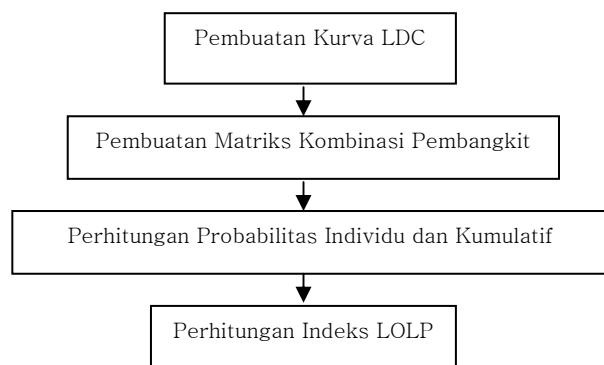 Pembuatan Kurva LDC
Pembuatan Matriks Kombinasi Pembangkit
Perhitungan Probabilitas Individu dan Kumulatif
Perhitungan Indeks LOLP